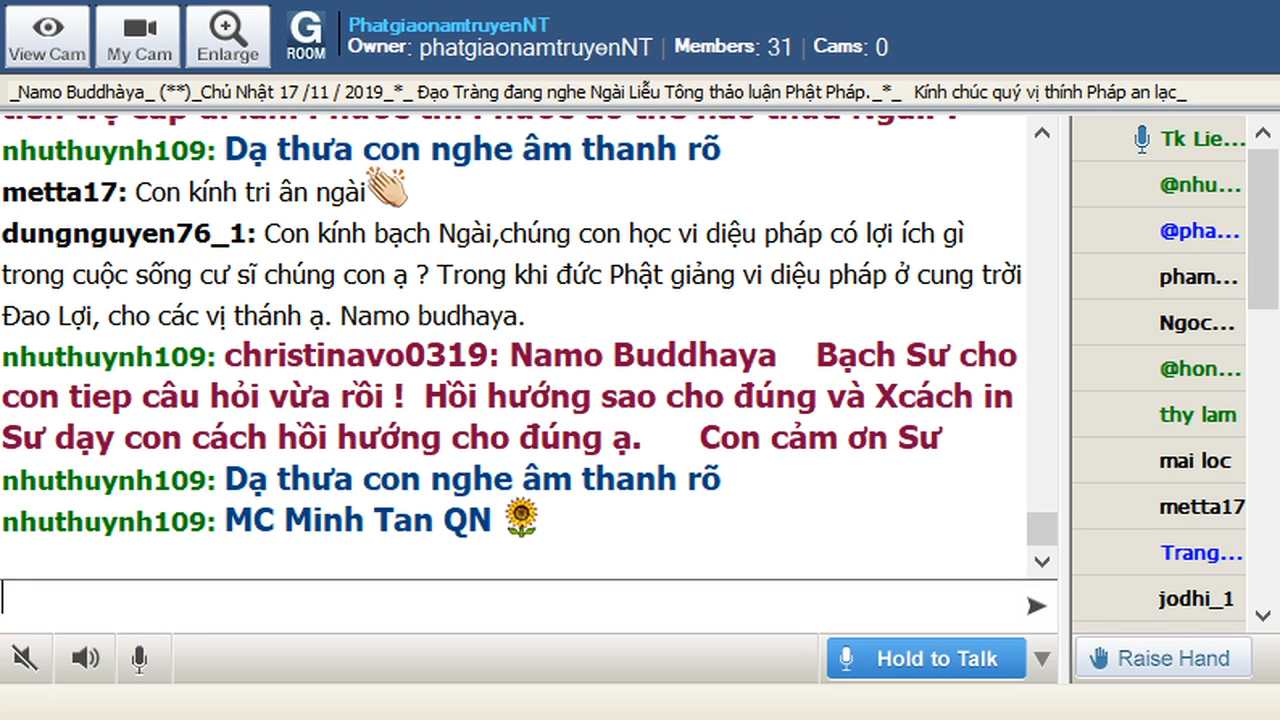 View Cam
My Cam
Enlarge
G
ROOM
PhatgiaonamtruyenNT
Owner: phatgiaonamtruyenNT | Members: 31 | Cams: 0
_Namo Buddhàya_ (**)_Chủ Nhật 17 /11 / 2019_*_ Đạo Tràng đang nghe Ngài Liễu Tông thảo luận Phật Pháp._*_ Kính chúc quý vị thính Pháp an lạc_
nhuthuynh109: Dạ thưa con nghe âm thanh rõ
metta17: Con kính tri ân ngài
dungnguyen76_1: Con kính bạch Ngài,chúng con học vi diệu pháp có lợi ích gì
trong cuộc sống cư sĩ chúng con ạ ? Trong khi đức Phật giảng vi diệu pháp ở cung trời
Đao Lợi, cho các vị thánh ạ. Namo budhaya.
nhuthuynh109: christinavo0319: Namo Buddhaya Bạch Sư cho
con tiep câu hỏi vừa rồi ! Hồi hướng sao cho đúng và Xcách in
Sư dạy con cách hồi hướng cho đúng ạ. Con cảm ơn Sư
nhuthuynh109: Dạ thưa con nghe âm thanh rõ
nhuthuynh109: MC Minh Tan QN
Tk Lie...
@nhu...
@pha...
pham...
Ngoc...
@hon...
thy lam
mai loc
metta17
Trang...
jodhi_1
Hold to Talk
Raise Hand